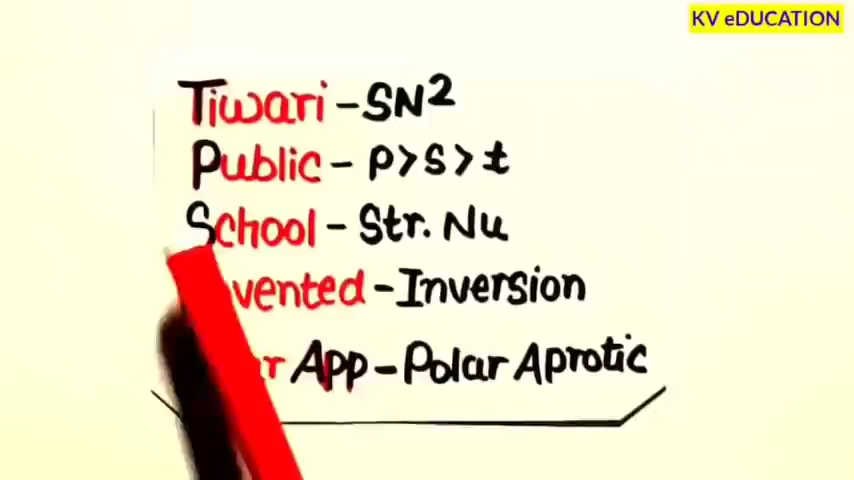 KV eDUCATION
Tiwari - SN²
Public - P > S > t
School - Str. Nu
vented - Inversion
r App - Polar Aprotic